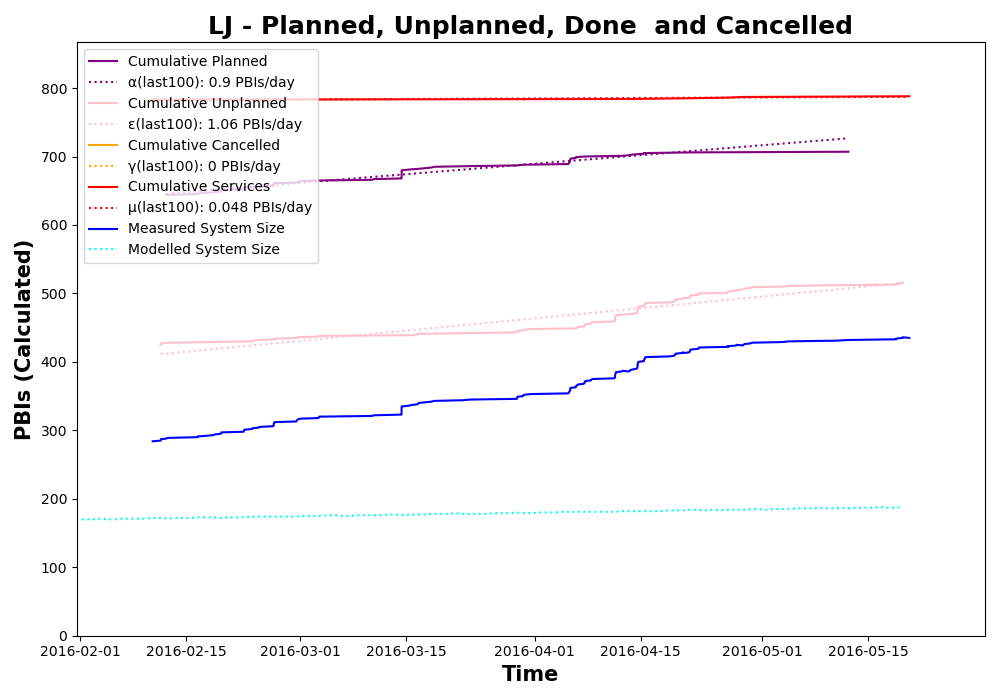 LJ - Planned, Unplanned, Done  and Cancelled
Cumulative Planned
α(last100): 0.9 PBIs/day
Cumulative Unplanned
ε(last100): 1.06 PBIs/day
Cumulative Cancelled
γ(last100): 0 PBIs/day
Cumulative Services
μ(last100): 0.048 PBIs/day
Measured System Size
Modelled System Size
PBIs (Calculated)
800
700
600
500
400
300
200
100
0
2016-02-01 2016-02-15 2016-03-01 2016-03-15 2016-04-01 2016-04-15 2016-05-01 2016-05-15
Time